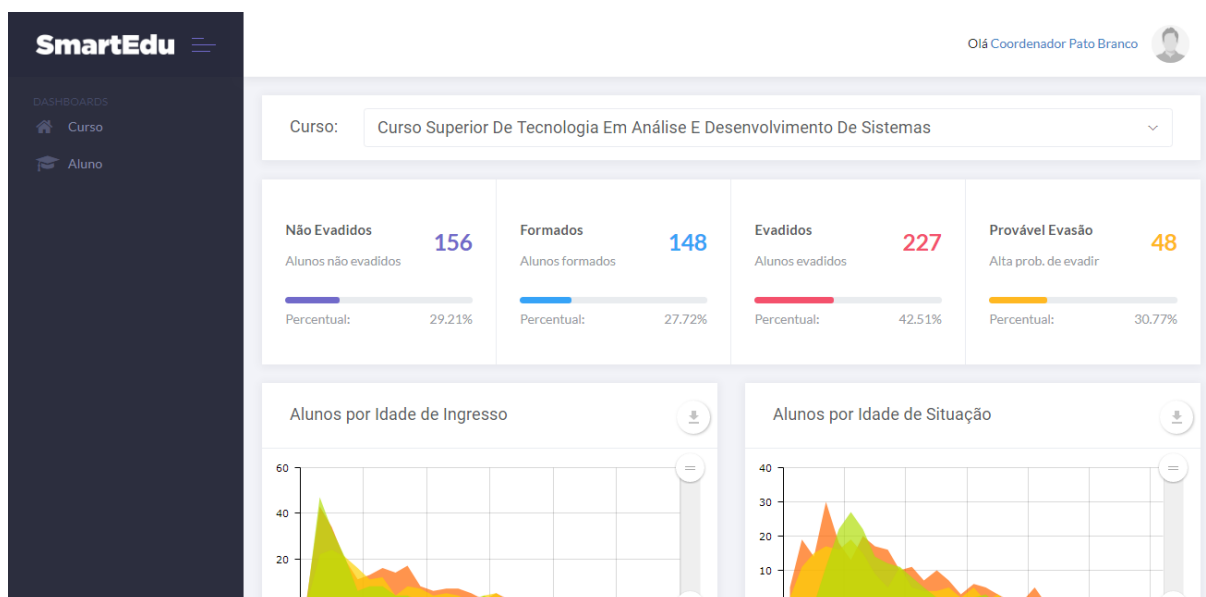 SmartEdu
Olá Coordenador Pato Branco
DASHBOARDS
Curso
Aluno
Curso:
Curso Superior De Tecnologia Em Análise E Desenvolvimento De Sistemas
Não Evadidos
156
Alunos não evadidos
Percentual:
29.21%
Formados
148
Alunos formados
Percentual:
27.72%
Evadidos
227
Alunos evadidos
Percentual:
42.51%
Provável Evasão
48
Alta prob. de evadir
Percentual:
30.77%
Alunos por Idade de Ingresso
60
40
20
Alunos por Idade de Situação
40
30
20
10